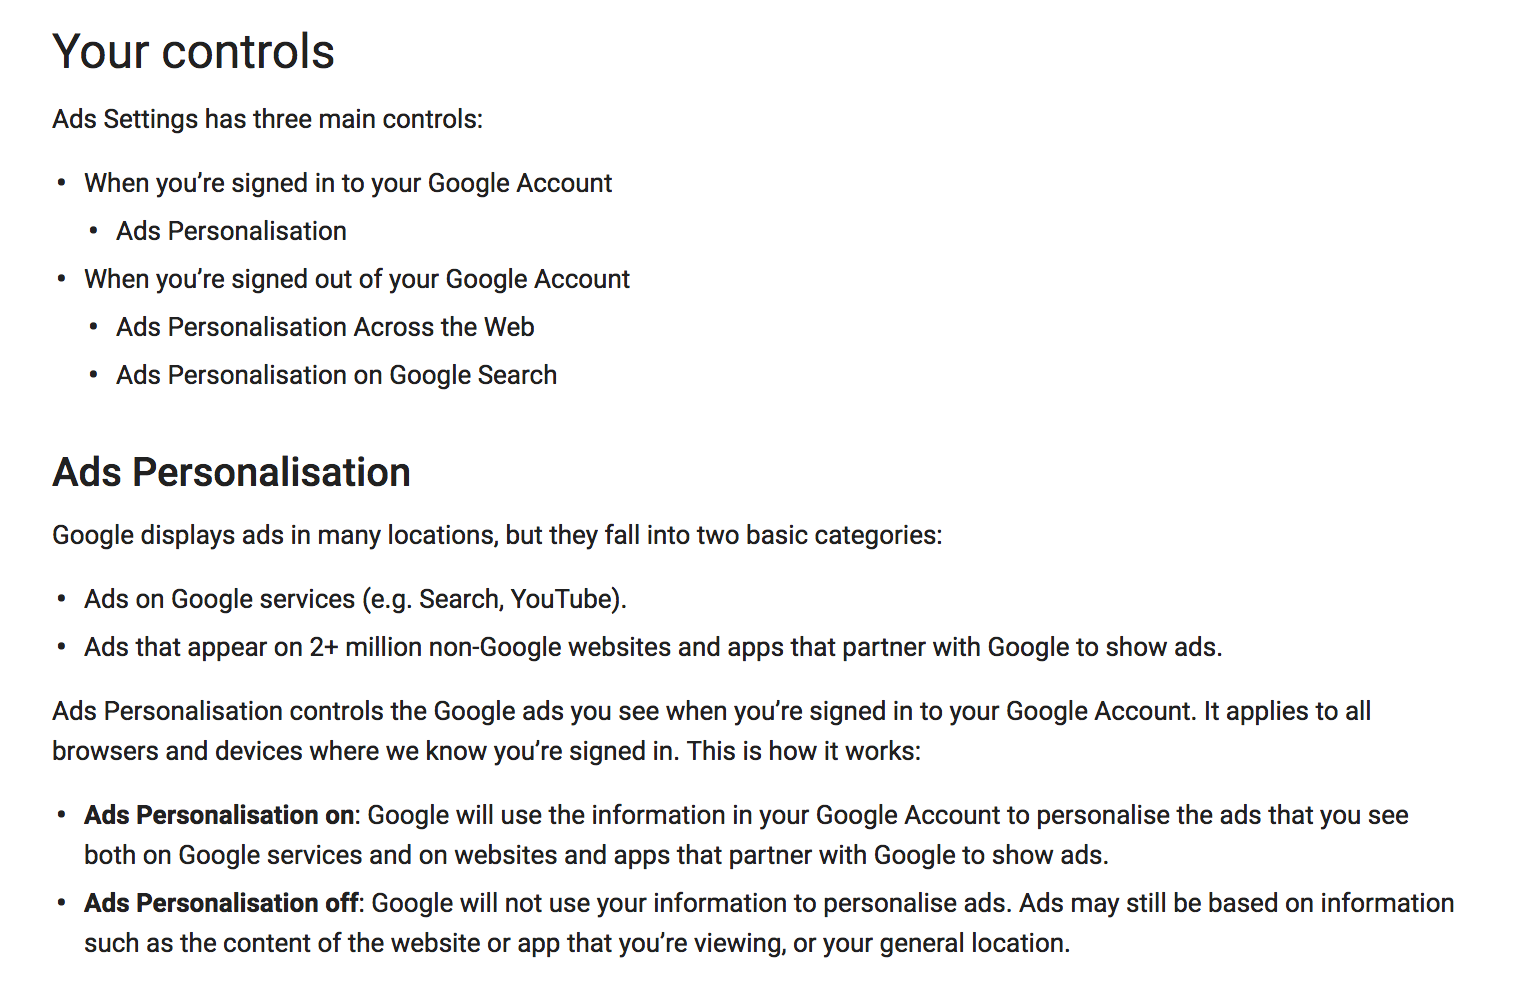 Your controls
Ads Settings has three main controls:
• When you’re signed in to your Google Account
• Ads Personalisation
• When you’re signed out of your Google Account
• Ads Personalisation Across the Web
• Ads Personalisation on Google Search
Ads Personalisation
Google displays ads in many locations, but they fall into two basic categories:
• Ads on Google services (e.g. Search, YouTube).
• Ads that appear on 2+ million non-Google websites and apps that partner with Google to show ads.
Ads Personalisation controls the Google ads you see when you’re signed in to your Google Account. It applies to all
browsers and devices where we know you’re signed in. This is how it works:
• Ads Personalisation on: Google will use the information in your Google Account to personalise the ads that you see
both on Google services and on websites and apps that partner with Google to show ads.
• Ads Personalisation off: Google will not use your information to personalise ads. Ads may still be based on information
such as the content of the website or app that you’re viewing, or your general location.